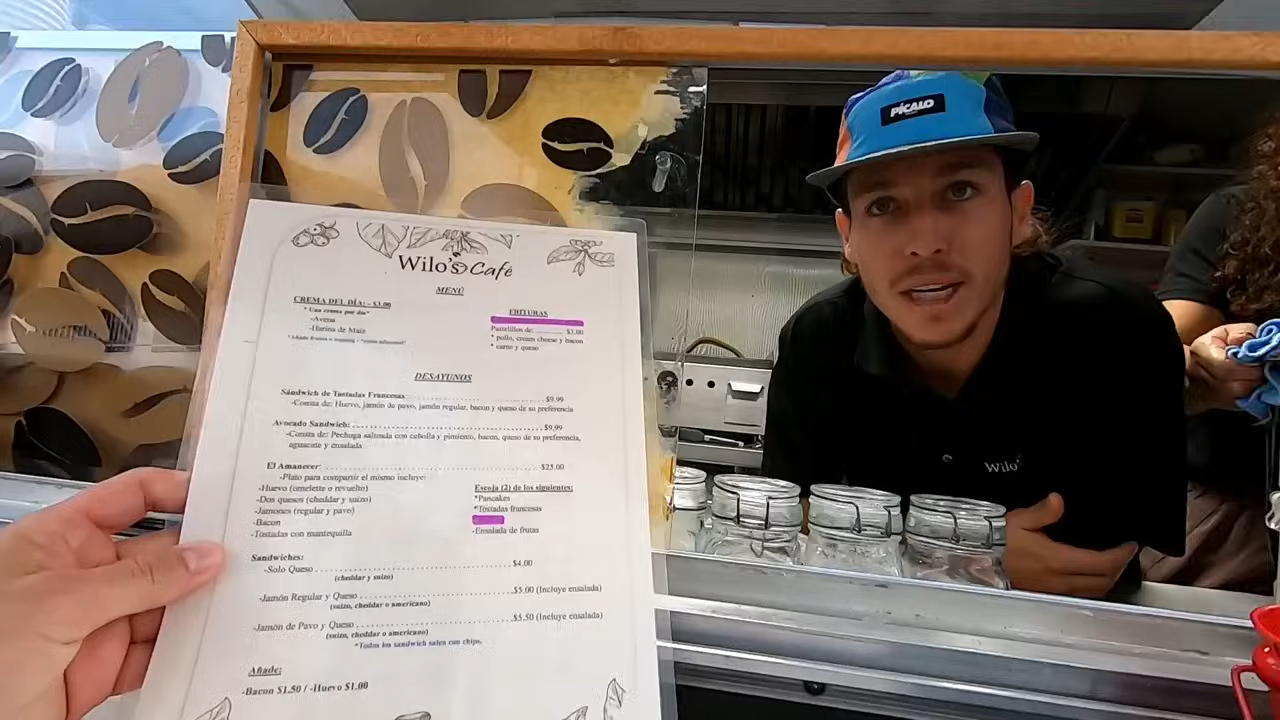 PÍCALO
Wilo's Café
MENÚ
CREMA DEL DÍA: - $3.00
* Una crema por día*
-Avena
-Harina de Maíz
FRITURAS
Pastelillos de: ............ $3.00
* pollo, cream cheese y bacon
* carne y queso
DESAYUNOS
Sándwich de Tostadas Francesas ............ $9.99
-Consta de: Huevo, jamón de pavo, jamón regular, bacon y queso de su preferencia
Avocado Sandwich: ............ $9.99
-Consta de: Pechuga salteada con cebolla y pimiento, bacon, queso de su preferencia,
aguacate y ensalada
El Amanecer: ............ $25.00
-Plato para compartir el mismo incluye:
-Huevo (omelette o revuelto)
-Dos quesos (cheddar y suizo)
-Jamones (regular y pavo)
-Bacon
-Tostadas con mantequilla
Escoja (2) de los siguientes:
*Pancakes
*Tostadas francesas
-Ensalada de frutas
Sandwiches:
-Solo Queso ............ $4.00
(cheddar y suizo)
-Jamón Regular y Queso ............ $5.00 (Incluye ensalada)
(suizo, cheddar o americano)
-Jamón de Pavo y Queso ............ $5.50 (Incluye ensalada)
(suizo, cheddar o americano)
*Todos los sandwich salen con chips.
Añade:
-Bacon $1.50 / -Huevo $1.00
Wilo'